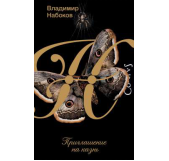 Владимир
Набоков
Приглашение
на казнь